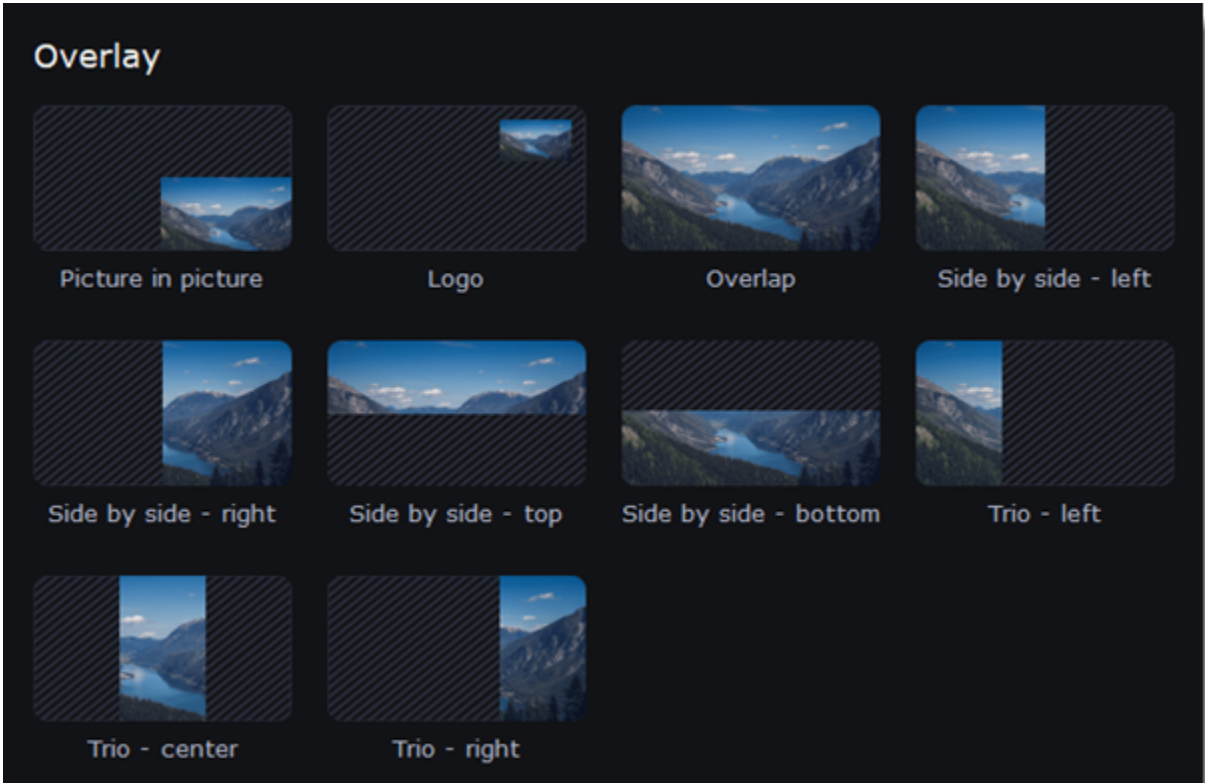 Overlay
Picture in picture
Logo
Overlap
Side by side - left
Side by side - right
Side by side - top
Side by side - bottom
Trio - left
Trio - center
Trio - right